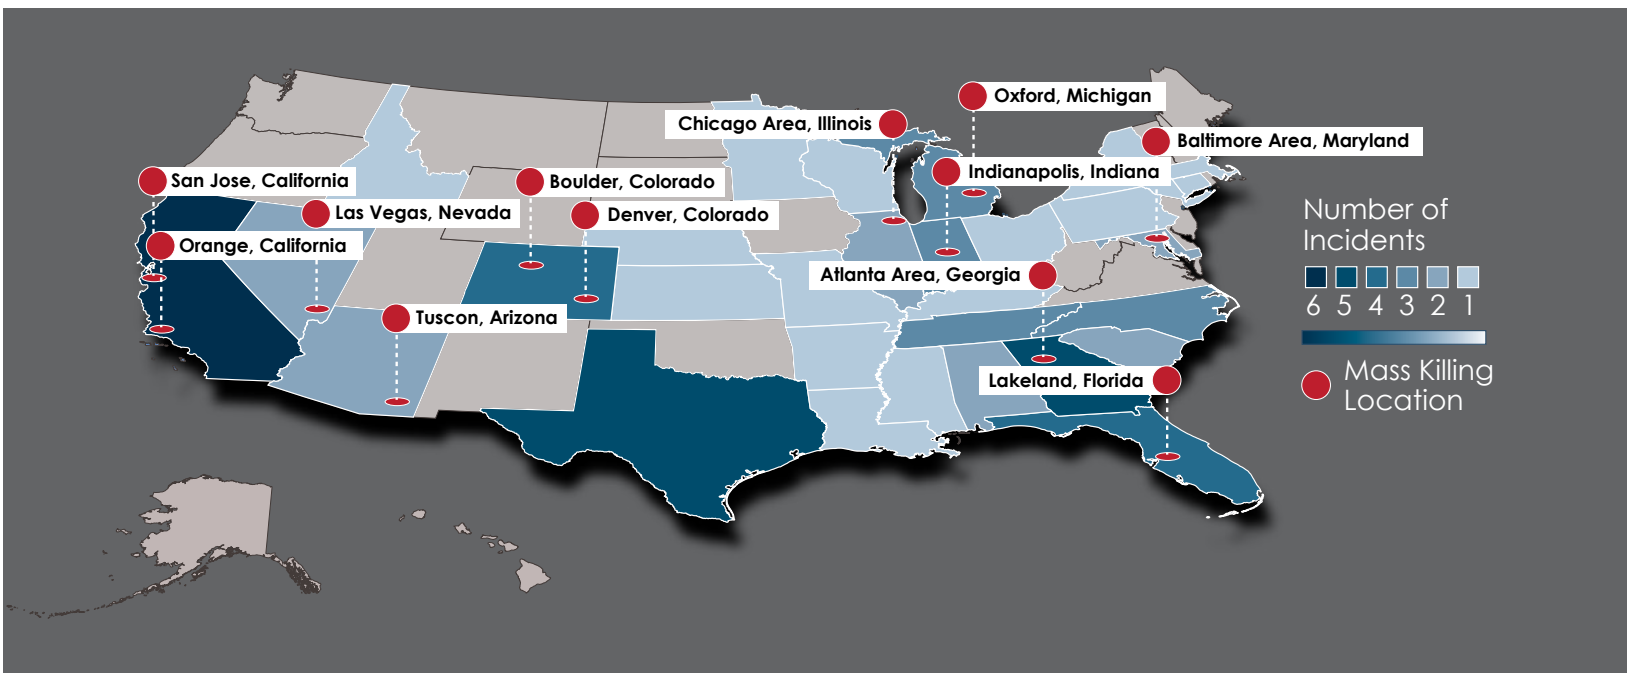 Oxford, Michigan
Chicago Area, Illinois
Baltimore Area, Maryland
Indianapolis, Indiana
San Jose, California
Boulder, Colorado
Las Vegas, Nevada
Denver, Colorado
Orange, California
Atlanta Area, Georgia
Tuscon, Arizona
Lakeland, Florida
Number of
Incidents
6 5 4 3 2 1
Mass Killing
Location